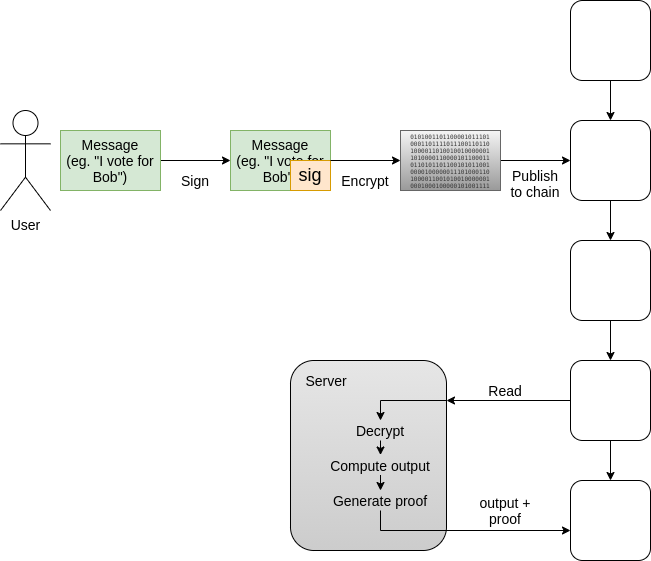 Message
(eg. "I vote for
Bob")
Sign
Message
(eg. "I vote for
Bob"
sig
Encrypt
0101001101100001011101
0001101111011100110110
1000011010010010000001
1010000110000101100011
0110101101100101011001
0000100000011101000110
1000011001010010000001
0001000100000101001111
Publish
to chain
User
Server
Read
Decrypt
Compute output
Generate proof
output +
proof